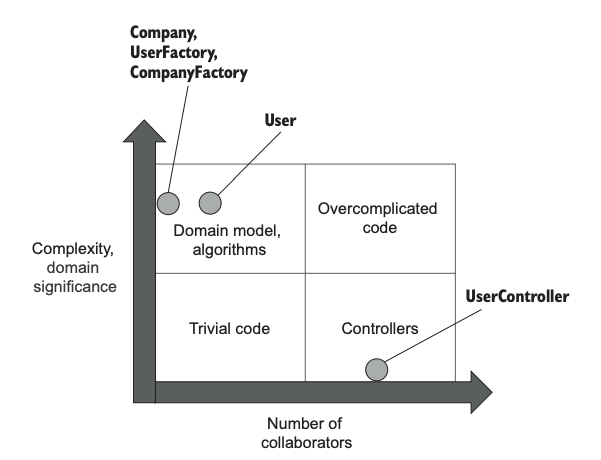 Company,
UserFactory,
CompanyFactory
User
Overcomplicated
code
Domain model,
algorithms
Complexity,
domain
significance
UserController
Trivial code
Controllers
Number of
collaborators